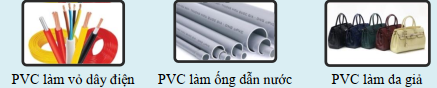 PVC làm vỏ dây điện
PVC làm ống dẫn nước
PVC làm da giả